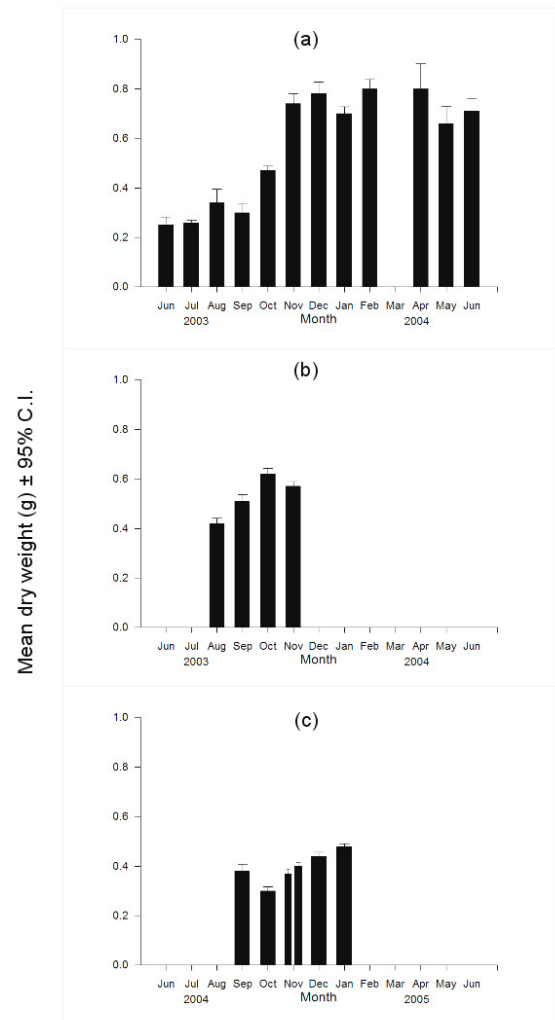 Mean dry weight (g) ± 95% C.I.
(a)
1.0
0.8
0.6
0.4
0.2
0.0
Jun Jul Aug Sep Oct Nov Dec Jan Feb Mar Apr May Jun
2003 Month 2004
(b)
1.0
0.8
0.6
0.4
0.2
0.0
Jun Jul Aug Sep Oct Nov Dec Jan Feb Mar Apr May Jun
2003 Month 2004
(c)
1.0
0.8
0.6
0.4
0.2
0.0
Jun Jul Aug Sep Oct Nov Dec Jan Feb Mar Apr May Jun
2004 Month 2005